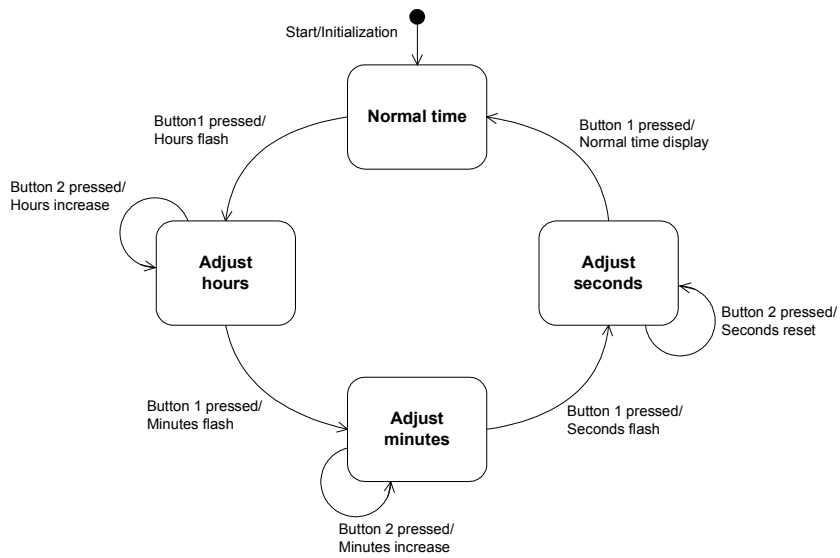 Start/Initialization
Normal time
Button1 pressed/
Hours flash
Button 1 pressed/
Normal time display
Button 2 pressed/
Hours increase
Adjust
hours
Adjust
seconds
Button 2 pressed/
Seconds reset
Button 1 pressed/
Minutes flash
Adjust
minutes
Button 1 pressed/
Seconds flash
Button 2 pressed/
Minutes increase